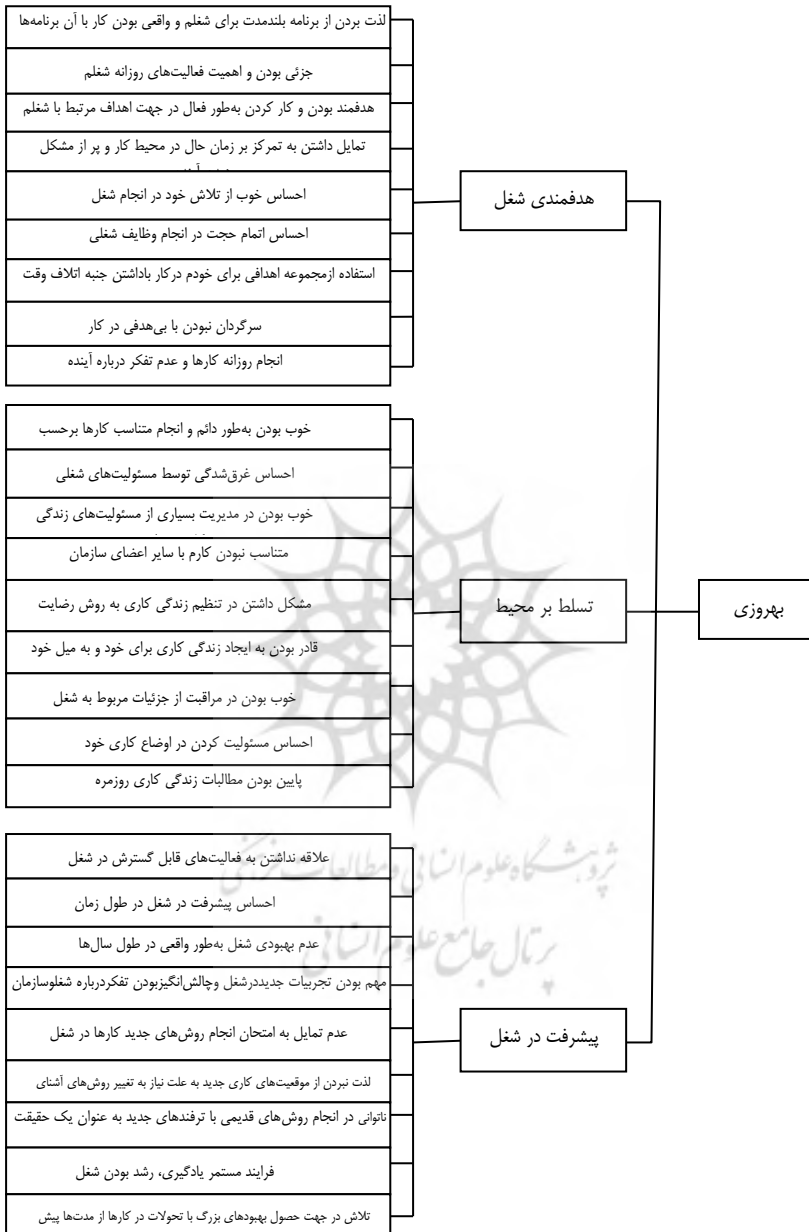 لذت بردن از برنامه بلندمدت برای شغلم و واقعی بودن کار با آن برنامه‌ها
جزئی بودن و اهمیت فعالیت‌های روزانه شغلم
هدفمند بودن و کار کردن به‌طور فعال در جهت اهداف مرتبط با شغلم
تمایل داشتن به تمرکز بر زمان حال در محیط کار و پر از مشکل
احساس خوب از تلاش خود در انجام شغل
احساس اتمام حجت در انجام وظایف شغلی
استفاده ازمجموعه اهدافی برای خودم درکار باداشتن جنبه اتلاف وقت
سرگردان نبودن با بی‌هدفی در کار
انجام روزانه کارها و عدم تفکر درباره آینده
هدفمندی شغل
خوب بودن به‌طور دائم و انجام متناسب کارها برحسب
احساس غرق‌شدگی توسط مسئولیت‌های شغلی
خوب بودن در مدیریت بسیاری از مسئولیت‌های زندگی
متناسب نبودن کارم با سایر اعضای سازمان
مشکل داشتن در تنظیم زندگی کاری به روش رضایت
قادر بودن به ایجاد زندگی کاری برای خود و به میل خود
خوب بودن در مراقبت از جزئیات مربوط به شغل
احساس مسئولیت کردن در اوضاع کاری خود
پایین بودن مطالبات زندگی کاری روزمره
تسلط بر محیط
بهروزی
علاقه نداشتن به فعالیت‌های قابل گسترش در شغل
احساس پیشرفت در شغل در طول زمان
عدم بهبودی شغل به‌طور واقعی در طول سال‌ها
مهم بودن تجربیات جدیددرشغل وچالش‌انگیزبودن تفکردرباره شغلوسازمان
عدم تمایل به امتحان انجام روش‌های جدید کارها در شغل
لذت نبردن از موقعیت‌های کاری جدید به علت نیاز به تغییر روش‌های آشنای
ناتوانی در انجام روش‌های قدیمی با ترفندهای جدید به عنوان یک حقیقت
فرایند مستمر یادگیری، رشد بودن شغل
تلاش در جهت حصول بهبودهای بزرگ با تحولات در کارها از مدت‌ها پیش
پیشرفت در شغل
پژوهشگاه علوم انسانی و مطالعات فرهنگی
پرتال جامع علوم انسانی